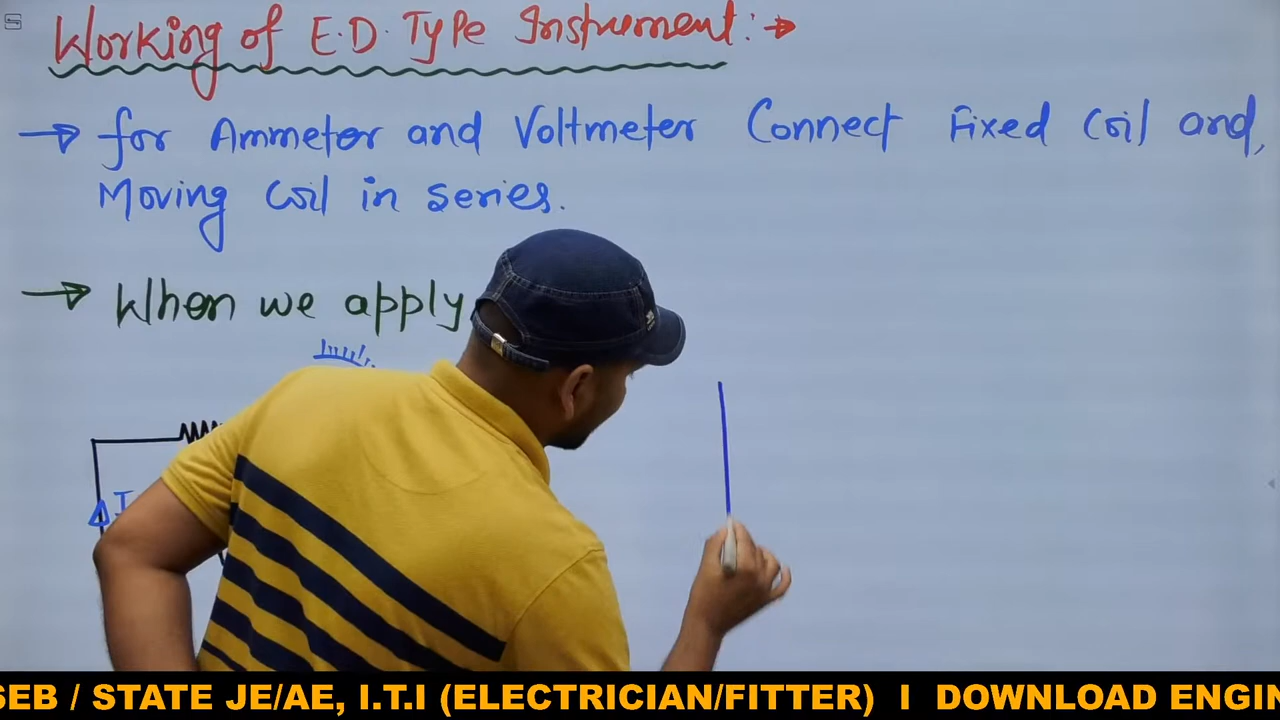 Working of E.D. Type Instrument:→
→ for Ammeter and Voltmeter Connect Fixed Coil and,
Moving Coil in series.
→ When we apply
I
SEB / STATE JE/AE, I.T.I (ELECTRICIAN/FITTER) I DOWNLOAD ENGIN